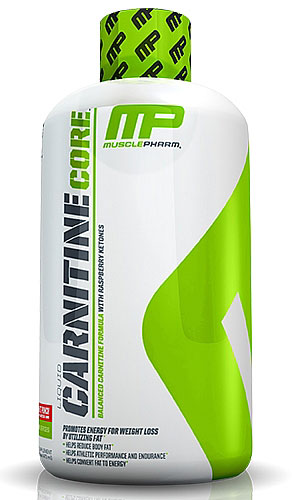 MP
MUSCLEPHARM
LIQUID
CARNITINE CORE
BALANCED CARNITINE FORMULA WITH RASPBERRY KETONES
PROMOTES ENERGY FOR WEIGHT LOSS
BY UTILIZING FAT*
• HELPS REDUCE BODY FAT*
• HELPS ATHLETIC PERFORMANCE AND ENDURANCE*
• HELPS CONVERT FAT TO ENERGY*